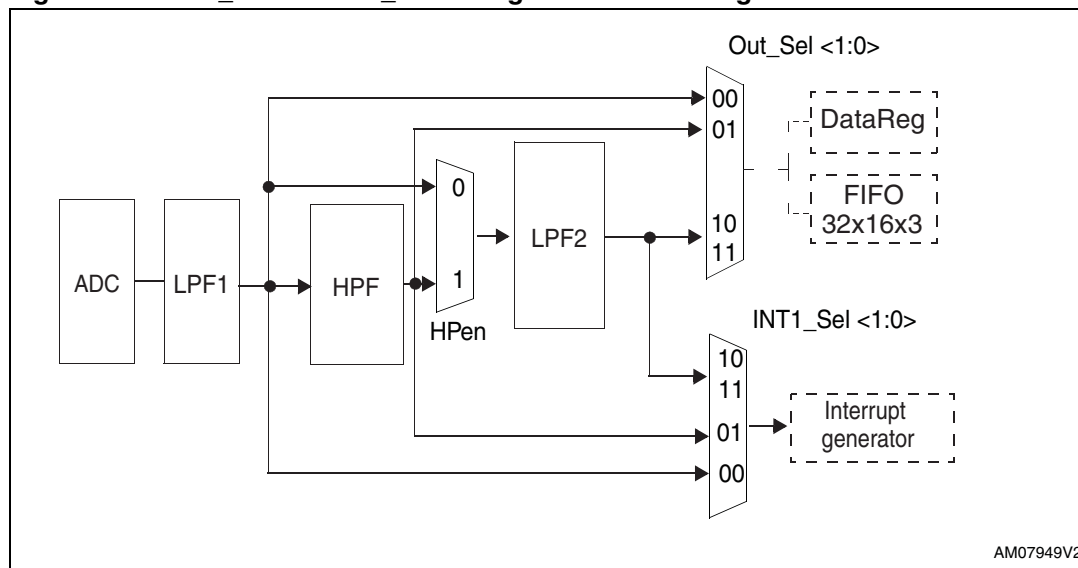 Out_Sel <1:0>
00
01
10
11
DataReg
FIFO
32x16x3
0
1
HPen
ADC
LPF1
HPF
LPF2
INT1_Sel <1:0>
10
11
01
00
Interrupt
generator
AM07949V2